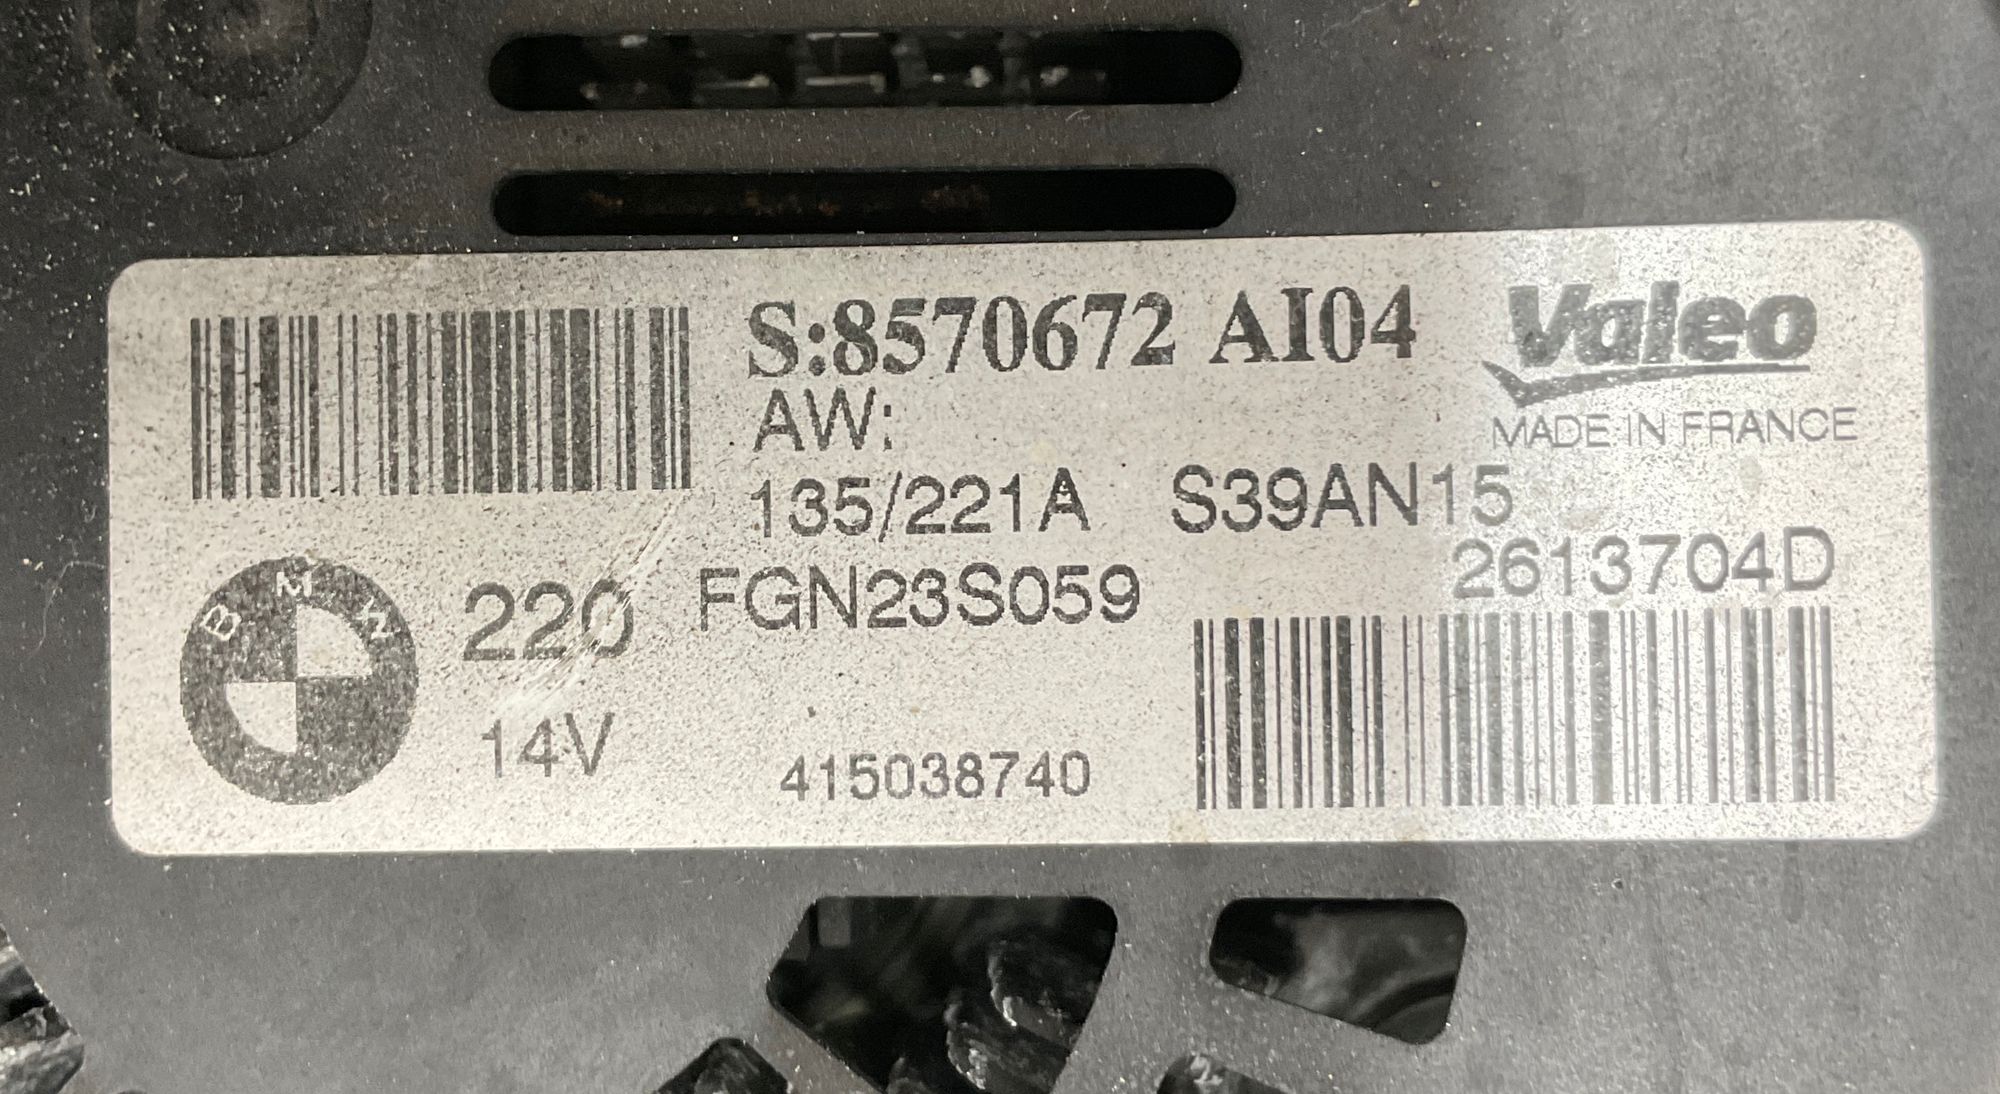 S:8570672 AI04
Valeo
MADE IN FRANCE
AW:
135/221A S39AN15
2613704D
BMW
220
FGN23S059
14V
415038740